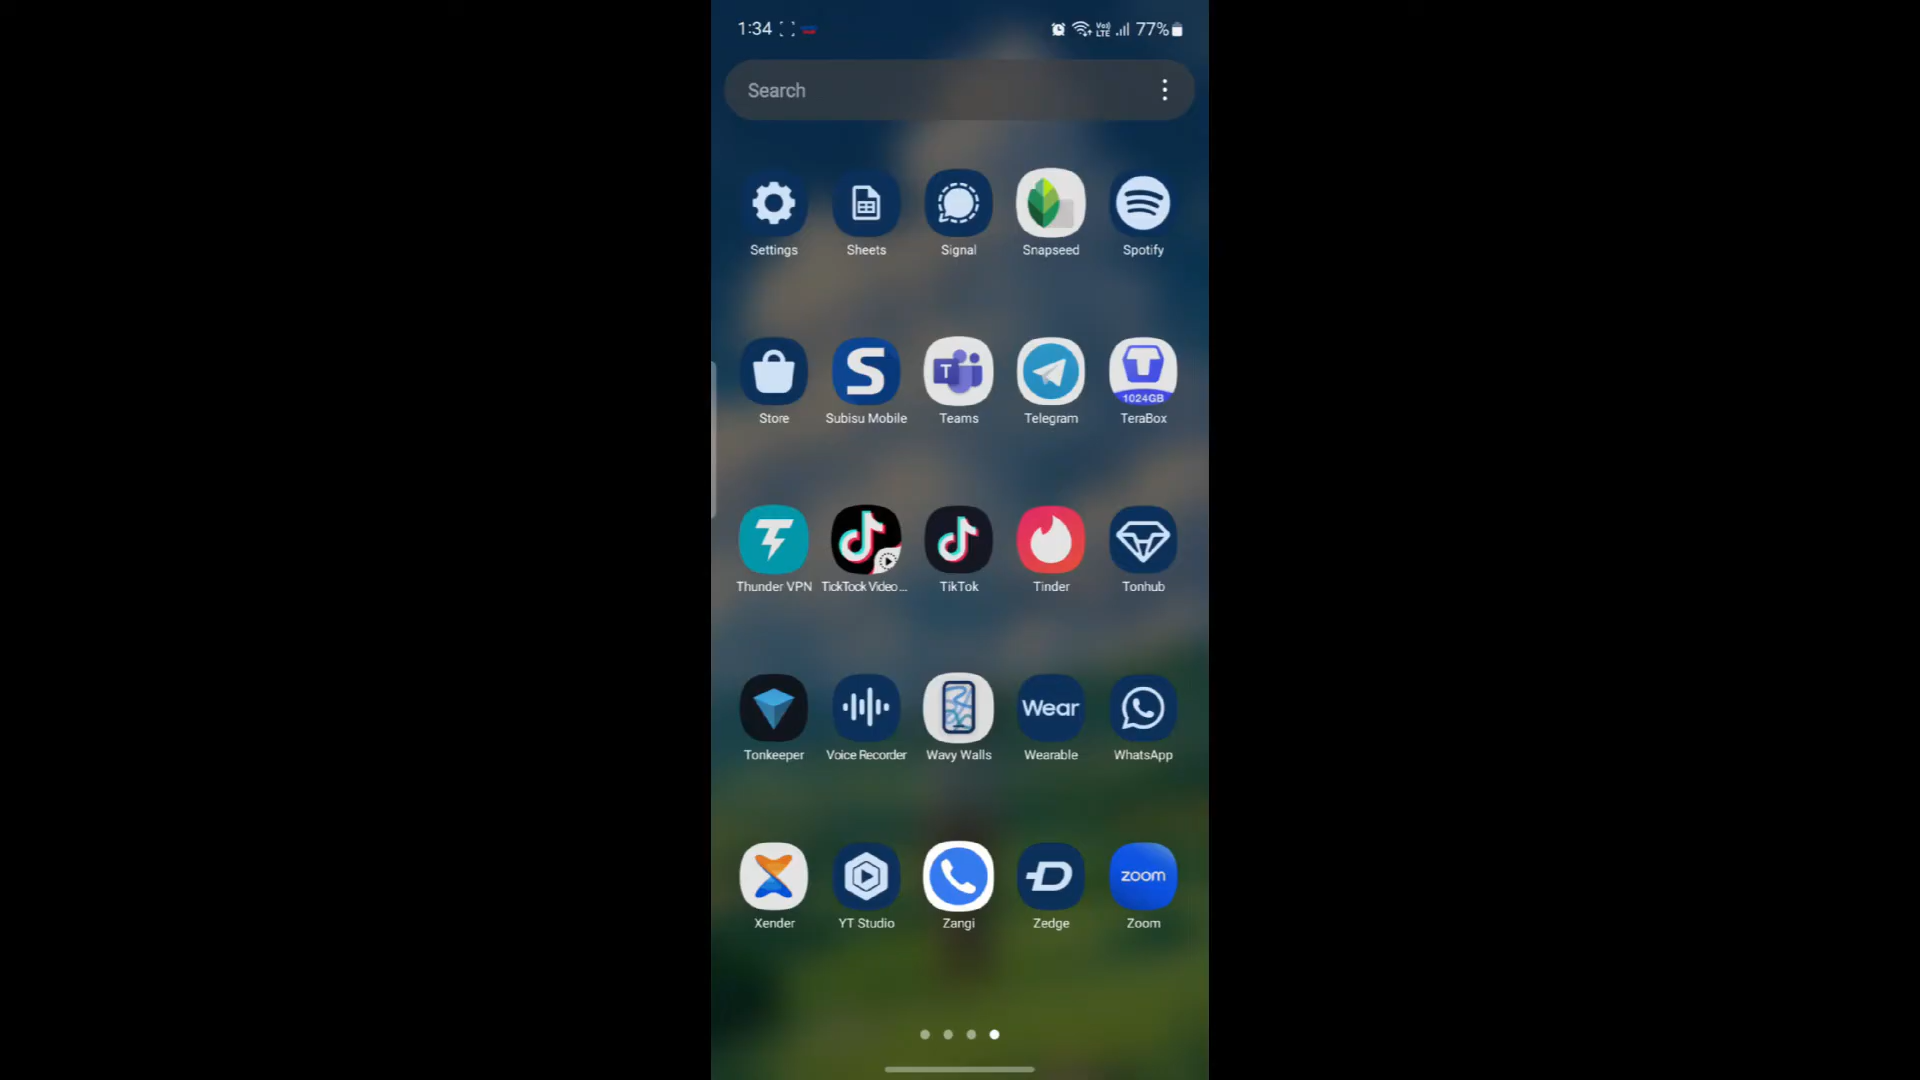 1:34
Vo)) LTE 77%
Search
Settings Sheets Signal Snapseed Spotify
Store Subisu Mobile Teams Telegram TeraBox
T 1024GB
Thunder VPN TickTock Video... TikTok Tinder Tonhub
Wear
Tonkeeper Voice Recorder Wavy Walls Wearable WhatsApp
zoom
Xender YT Studio Zangi Zedge Zoom